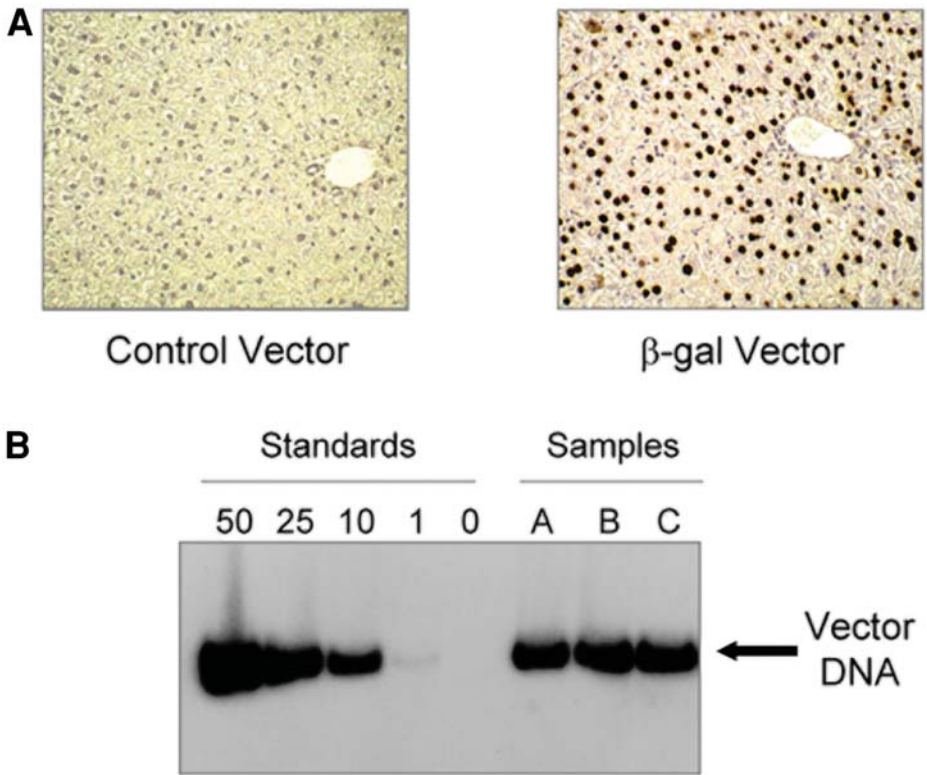 A
Control Vector
β-gal Vector
B
Standards
Samples
50 25 10 1 0 A B C
Vector
DNA